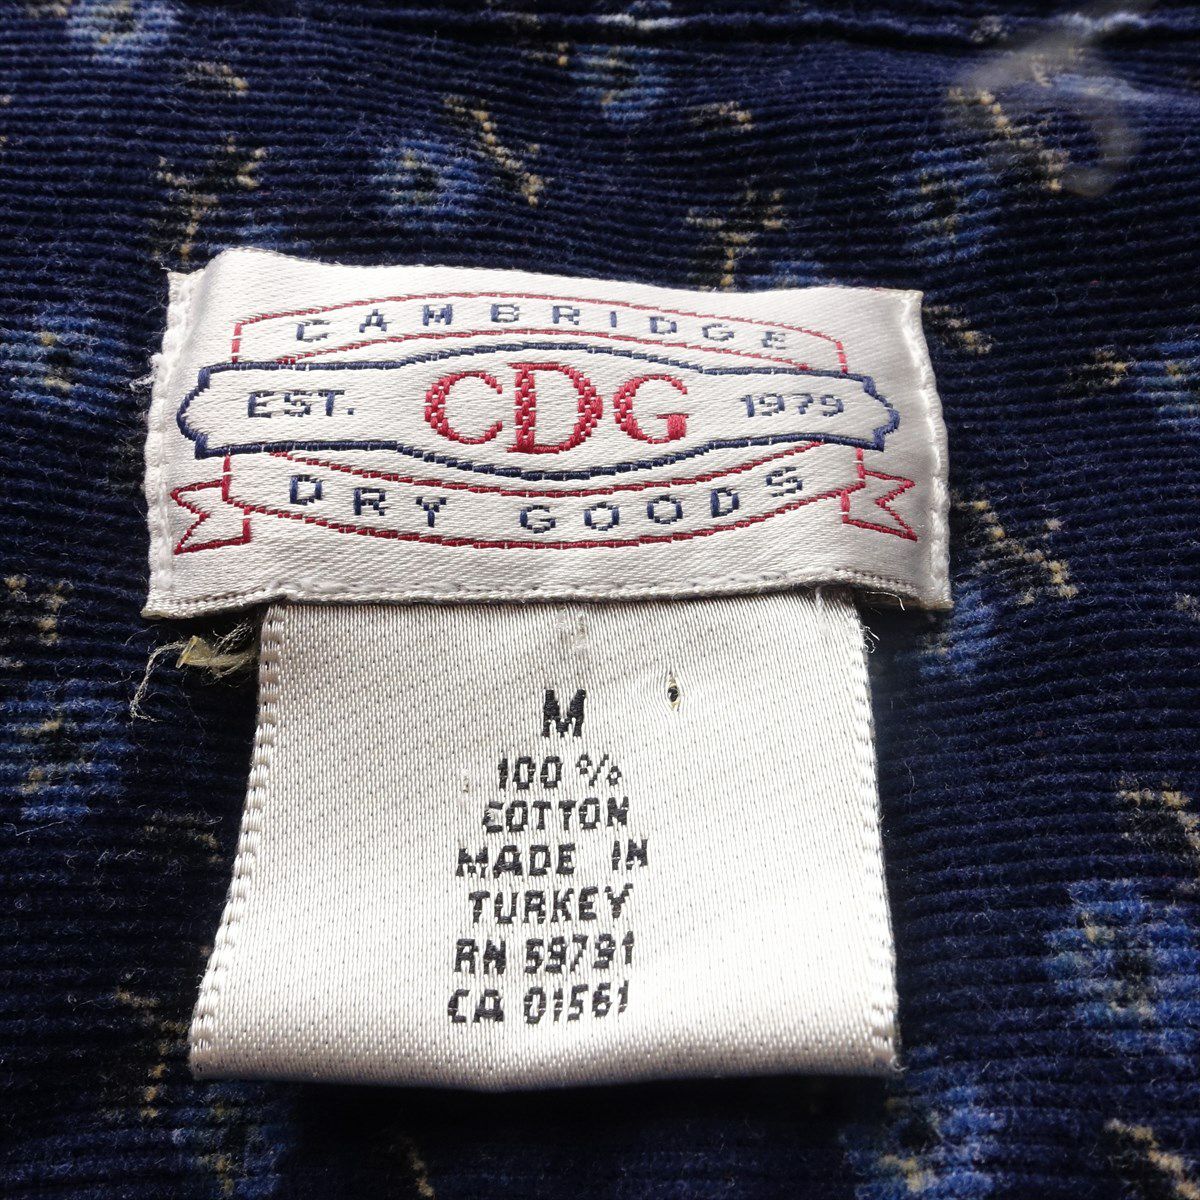 CAMBRIDGE
EST. CDG 1979
DRY GOODS
M
100 %
COTTON
MADE IN
TURKEY
RN 59791
CA 01561